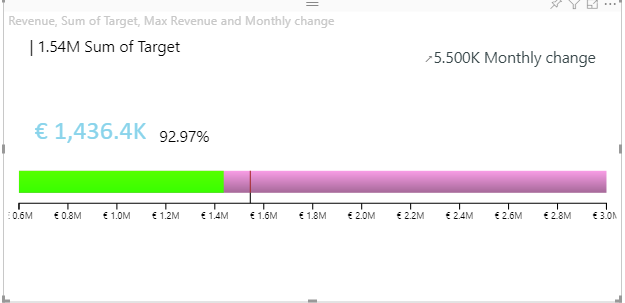 Revenue, Sum of Target, Max Revenue and Monthly change
| 1.54M Sum of Target
↗5.500K Monthly change
€ 1,436.4K 92.97%
€ 0.6M € 0.8M € 1.0M € 1.2M € 1.4M € 1.6M € 1.8M € 2.0M € 2.2M € 2.4M € 2.6M € 2.8M € 3.0M